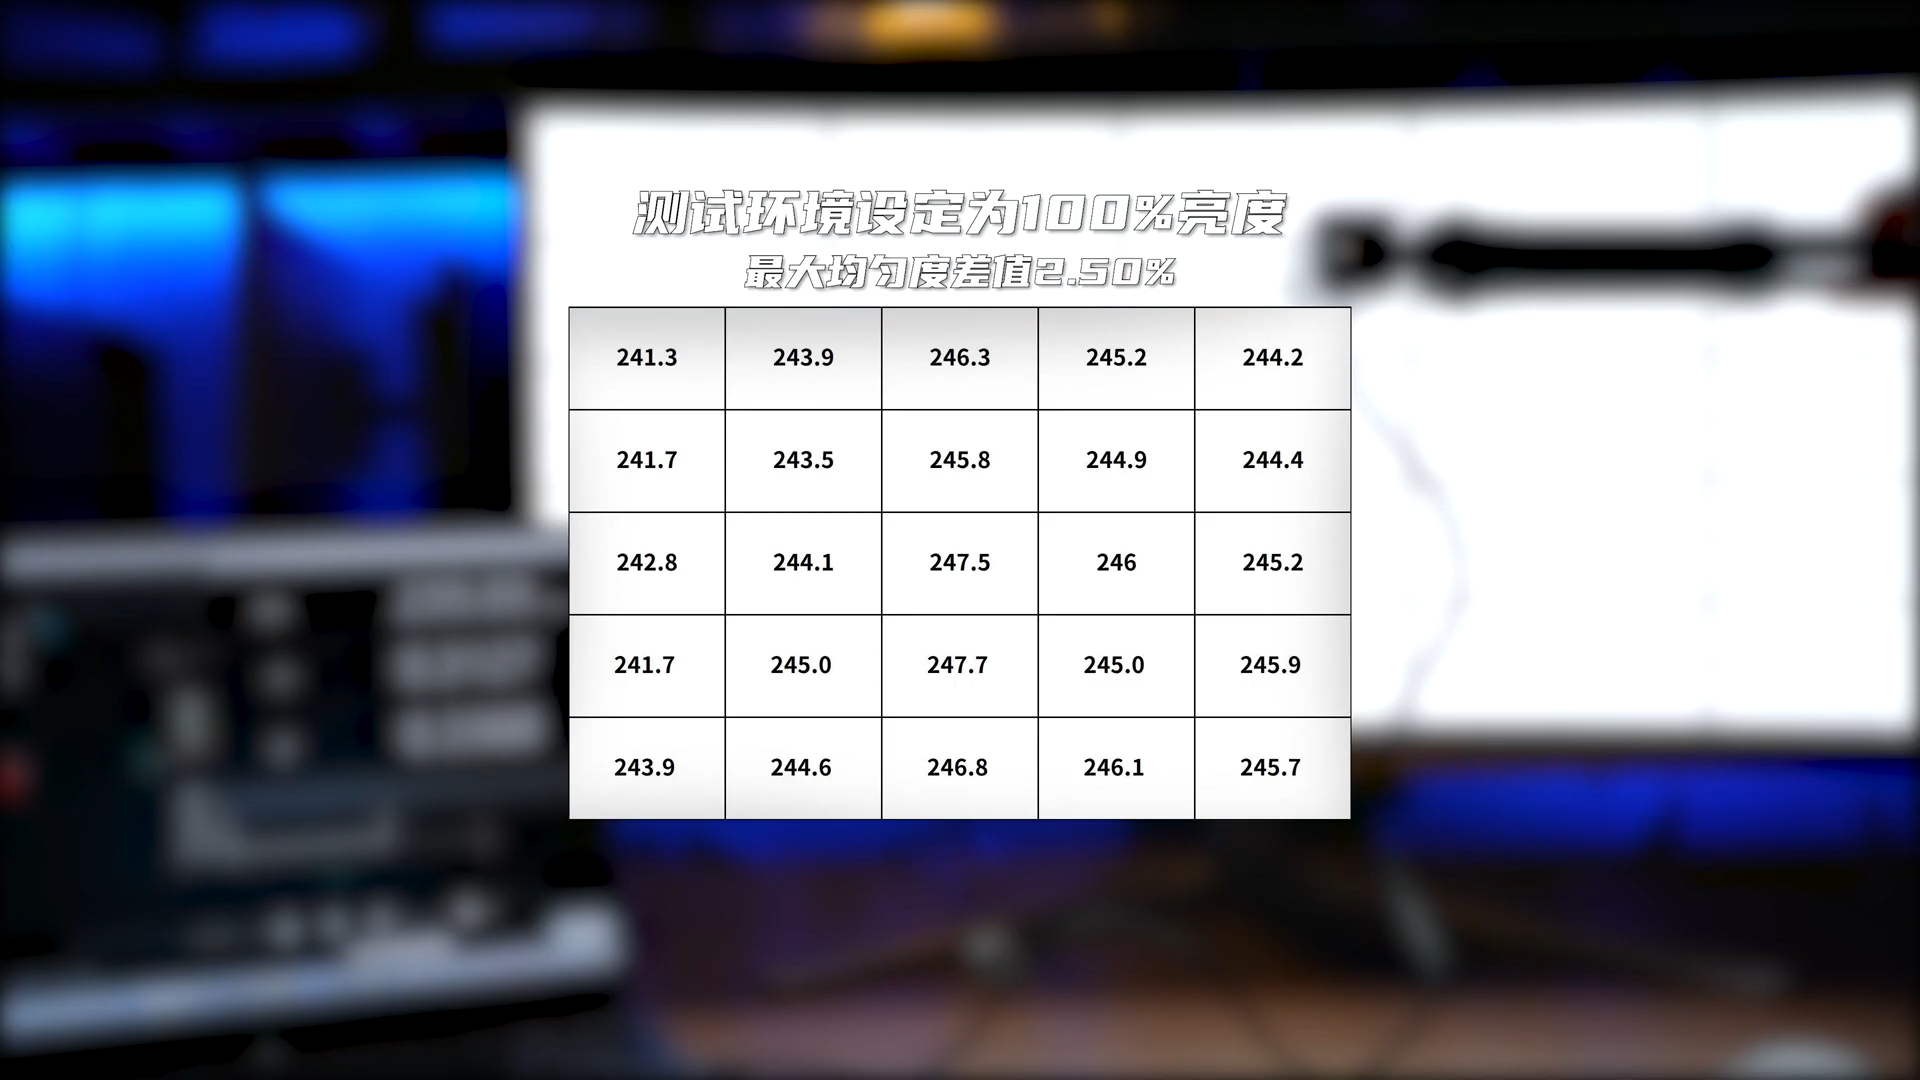 测试环境设定为100%亮度
最大均匀度差值2.50%
241.3 243.9 246.3 245.2 244.2
241.7 243.5 245.8 244.9 244.4
242.8 244.1 247.5 246 245.2
241.7 245.0 247.7 245.0 245.9
243.9 244.6 246.8 246.1 245.7